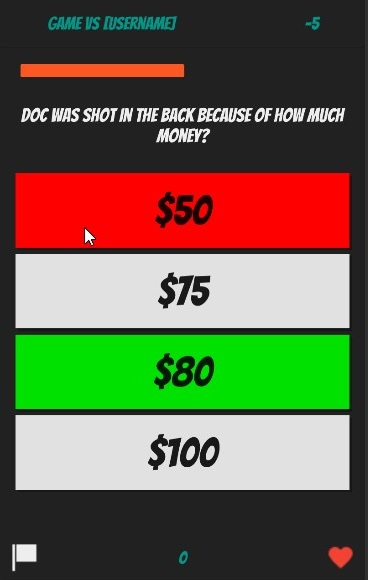 GAME VS [USERNAME]
-5
DOC WAS SHOT IN THE BACK BECAUSE OF HOW MUCH
MONEY?
$50
$75
$80
$100
0